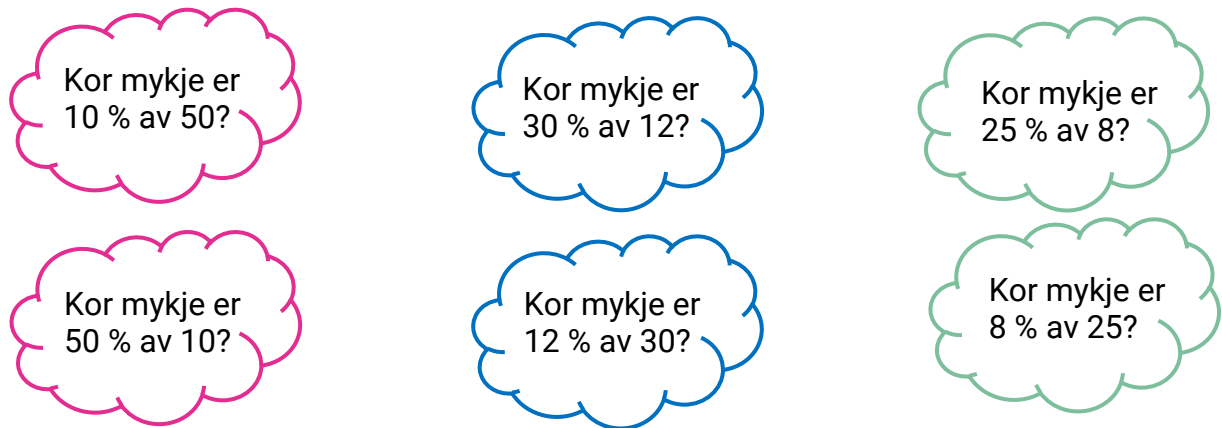 Kor mykje er
10 % av 50?
Kor mykje er
30 % av 12?
Kor mykje er
25 % av 8?
Kor mykje er
50 % av 10?
Kor mykje er
12 % av 30?
Kor mykje er
8 % av 25?